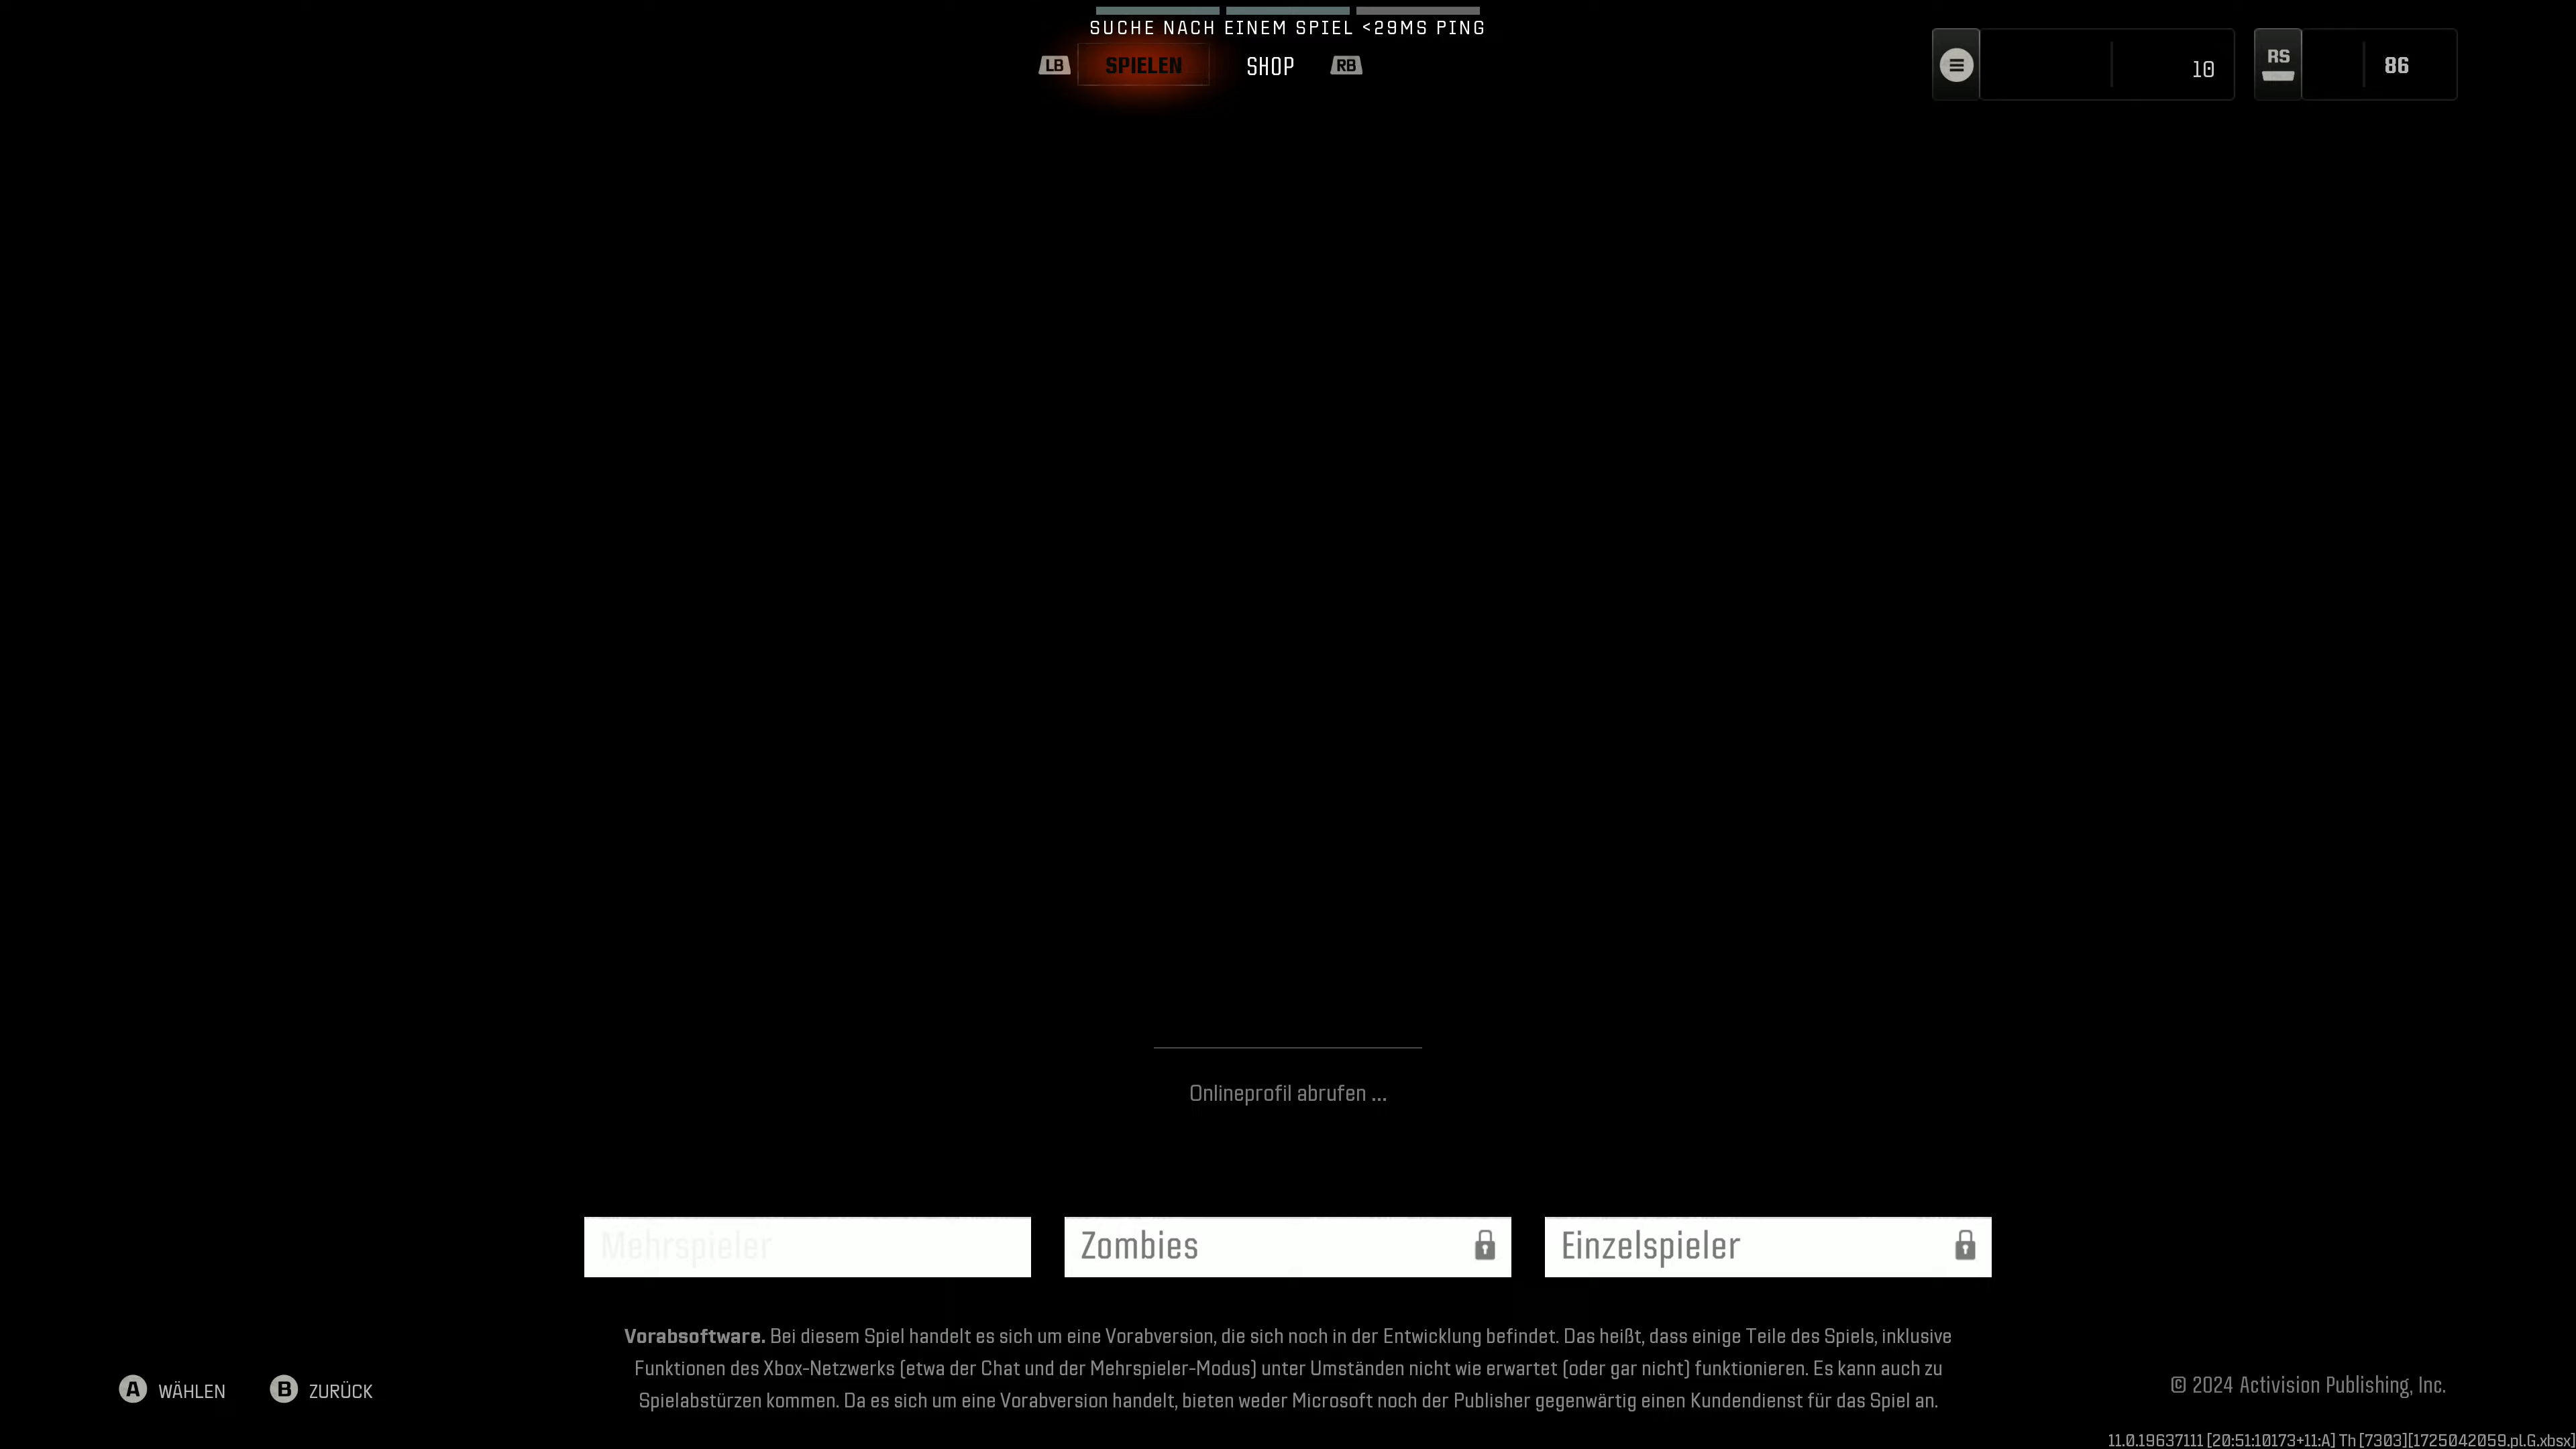 SUCHE NACH EINEM SPIEL <29MS PING
LB SPIELEN SHOP RB
10
RS
86
Onlineprofil abrufen ...
Mehrspieler
Zombies
Einzelspieler
Vorabsoftware. Bei diesem Spiel handelt es sich um eine Vorabversion, die sich noch in der Entwicklung befindet. Das heißt, dass einige Teile des Spiels, inklusive
Funktionen des Xbox-Netzwerks (etwa der Chat und der Mehrspieler-Modus) unter Umständen nicht wie erwartet (oder gar nicht) funktionieren. Es kann auch zu
Spielabstürzen kommen. Da es sich um eine Vorabversion handelt, bieten weder Microsoft noch der Publisher gegenwärtig einen Kundendienst für das Spiel an.
A WÄHLEN B ZURÜCK
© 2024 Activision Publishing, Inc.
11.0.19637111 [20:51:10173+11:A] Th [7303][1725042059.pl.G.xbsx]